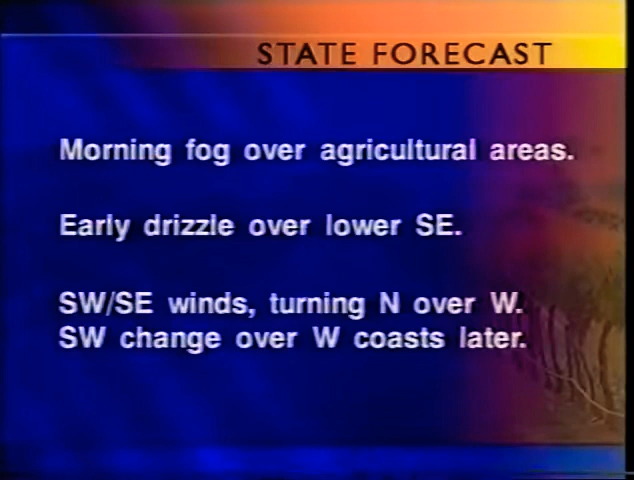 STATE FORECAST
Morning fog over agricultural areas.
Early drizzle over lower SE.
SW/SE winds, turning N over W.
SW change over W coasts later.